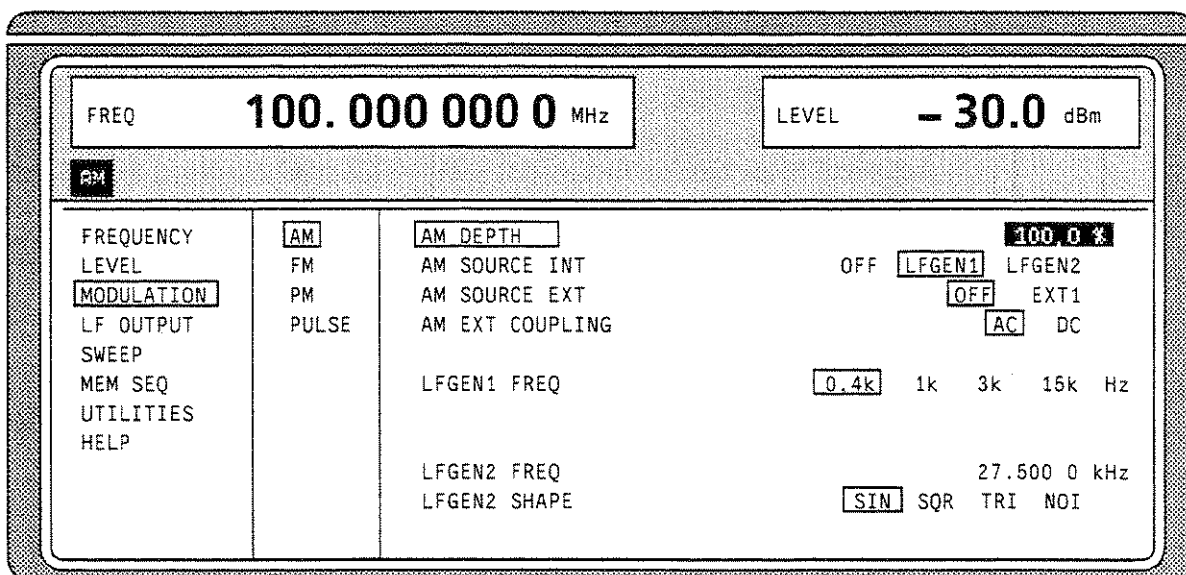 FREQ 100. 000 000 0 MHz LEVEL – 30.0 dBm
AM
FREQUENCY AM AM DEPTH 100.0 %
LEVEL FM AM SOURCE INT OFF LFGEN1 LFGEN2
MODULATION PM AM SOURCE EXT OFF EXT1
LF OUTPUT PULSE AM EXT COUPLING AC DC
SWEEP
MEM SEQ LFGEN1 FREQ 0.4k 1k 3k 15k Hz
UTILITIES
HELP
LFGEN2 FREQ 27.500 0 kHz
LFGEN2 SHAPE SIN SQR TRI NOI